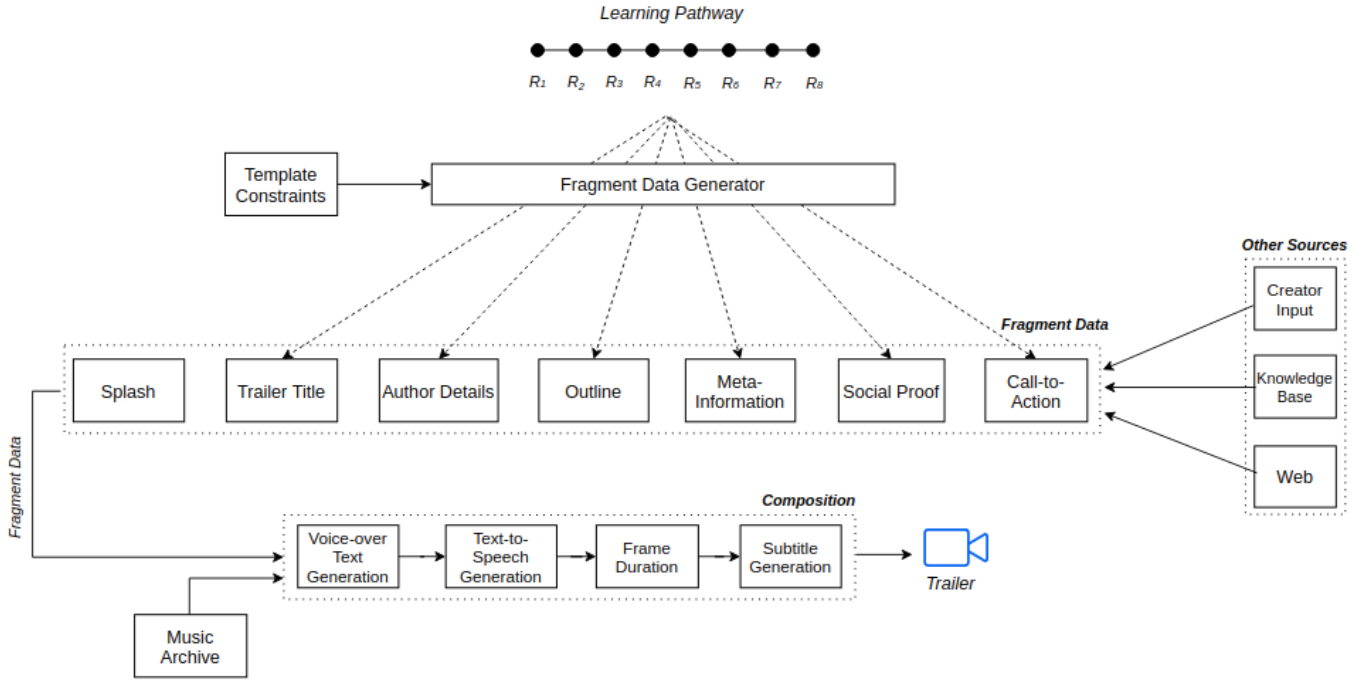 Learning Pathway
R1 R2 R3 R4 R5 R6 R7 R8
Template
Constraints
Fragment Data Generator
Other Sources
Creator
Input
Knowledge
Base
Web
Fragment Data
Splash
Trailer Title
Author Details
Outline
Meta-
Information
Social Proof
Call-to-
Action
Fragment Data
Composition
Voice-over
Text
Generation
Text-to-
Speech
Generation
Frame
Duration
Subtitle
Generation
Trailer
Music
Archive